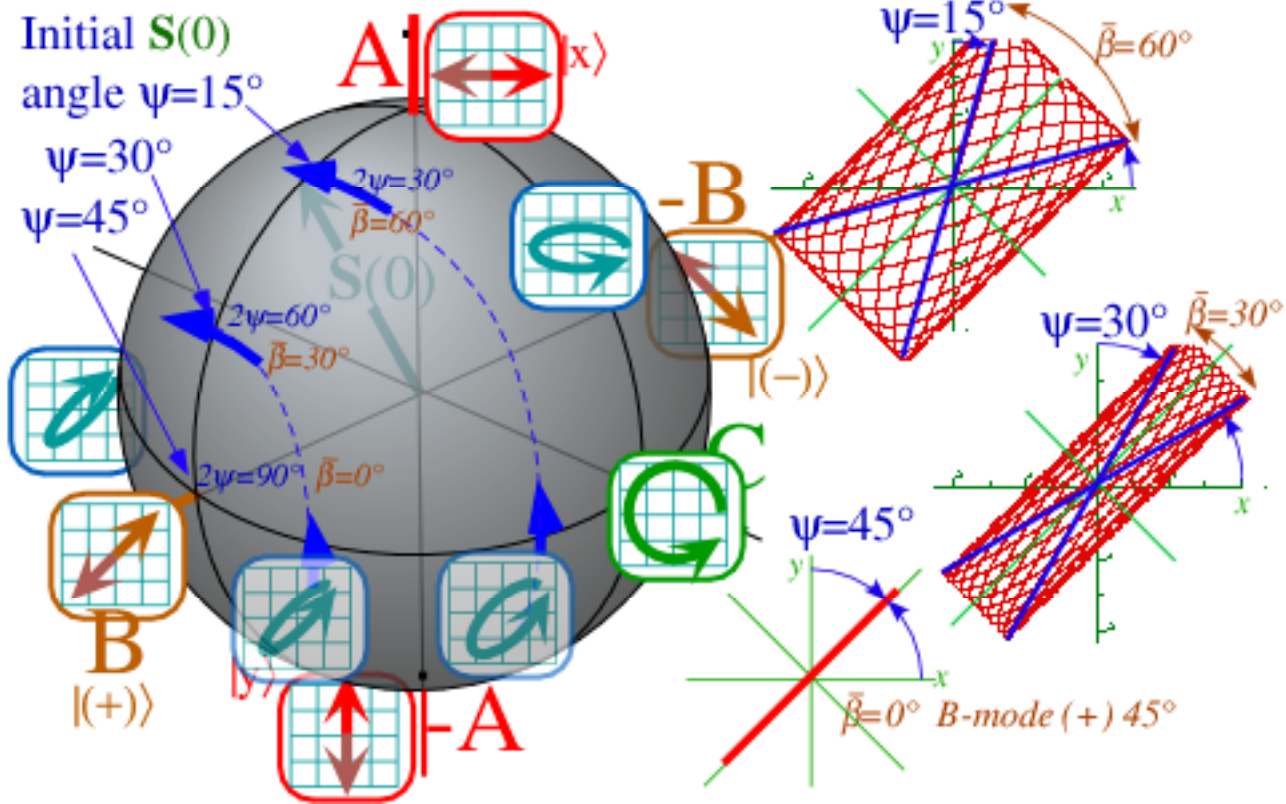 Initial S(0)
angle ψ=15°
ψ=30°
ψ=45°
A
|x⟩
2ψ=30°
β̄=60°
S(0)
-B
|(−)⟩
2ψ=60°
β̄=30°
2ψ=90°
β̄=0°
C
B
|(+)⟩
|y⟩
-A
ψ=15°
β̄=60°
y
x
ψ=30°
β̄=30°
y
x
ψ=45°
y
x
β̄=0° B-mode (+) 45°